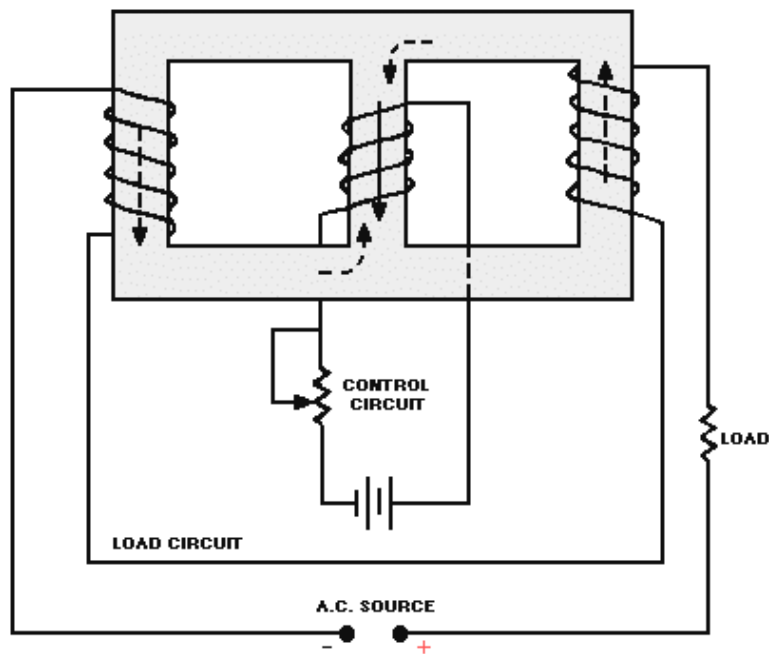 CONTROL
CIRCUIT
LOAD
LOAD CIRCUIT
A.C. SOURCE
- +